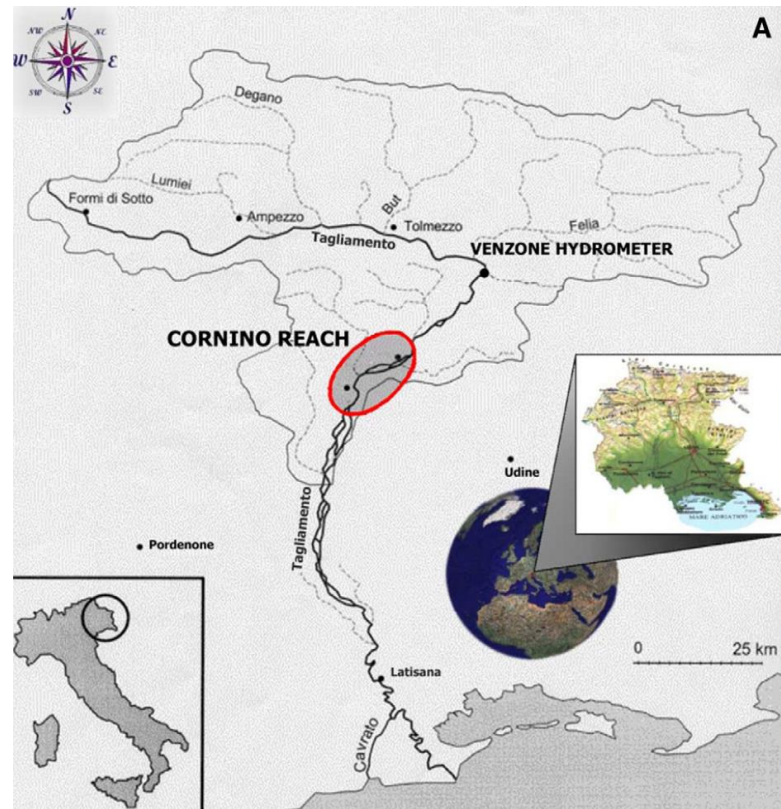 A
N
NW
NE
W
E
SW
SE
S
Degano
Lumiei
Formi di Sotto
Ampezzo
But
Tolmezzo
Felia
Tagliamento
VENZONE HYDROMETER
CORNINO REACH
Udine
MARE ADRIATICO
Tagliamento
Pordenone
0 25 km
Latisana
Cavrato